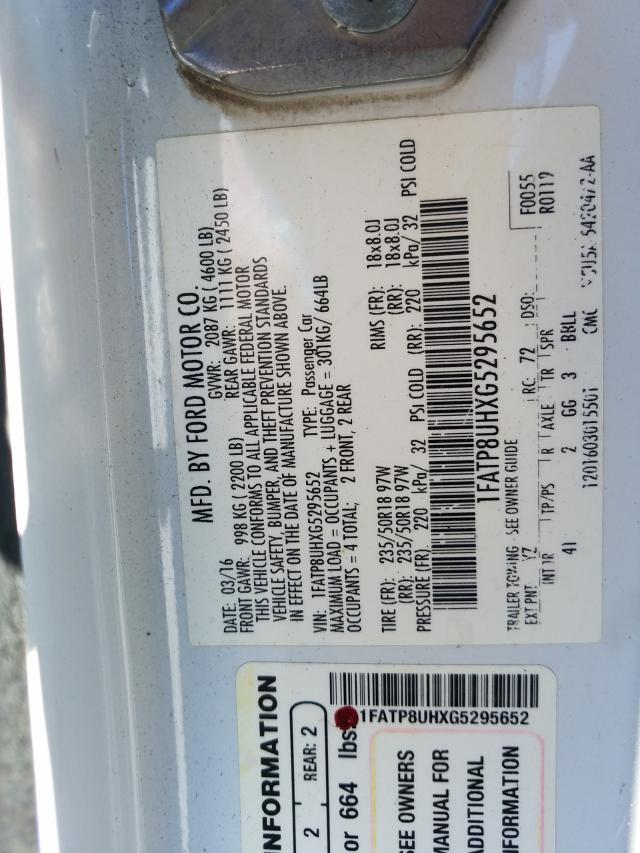 MFD. BY FORD MOTOR CO.
DATE: 03/16 GVWR: 2087 KG ( 4600 LB)
FRONT GAWR: 998 KG ( 2200 LB) REAR GAWR: 1111 KG ( 2450 LB)
THIS VEHICLE CONFORMS TO ALL APPLICABLE FEDERAL MOTOR
VEHICLE SAFETY, BUMPER, AND THEFT PREVENTION STANDARDS
IN EFFECT ON THE DATE OF MANUFACTURE SHOWN ABOVE.
VIN: 1FATP8UHXG5295652 TYPE: Passenger Car
MAXIMUM LOAD = OCCUPANTS + LUGGAGE = 301KG/ 664LB
OCCUPANTS = 4 TOTAL; 2 FRONT, 2 REAR
TIRE (FR): 235/50R18 97W RIMS (FR): 18x8.0J
(RR): 235/50R18 97W (RR): 18x8.0J
PRESSURE (FR): 220 kPa/ 32 PSI COLD (RR): 220 kPa/ 32 PSI COLD
1FATP8UHXG5295652
TRAILER TOWING - SEE OWNER GUIDE F0055
EXT PNT: YZ RC: 72 DSO: R0119
INT TR TP/PS R AXLE TR SPR
41 2 GG 3 BKLL
1201603015501 CMC
INFORMATION
2 REAR: 2
or 664 lbs.
1FATP8UHXG5295652
SEE OWNERS
MANUAL FOR
ADDITIONAL
INFORMATION